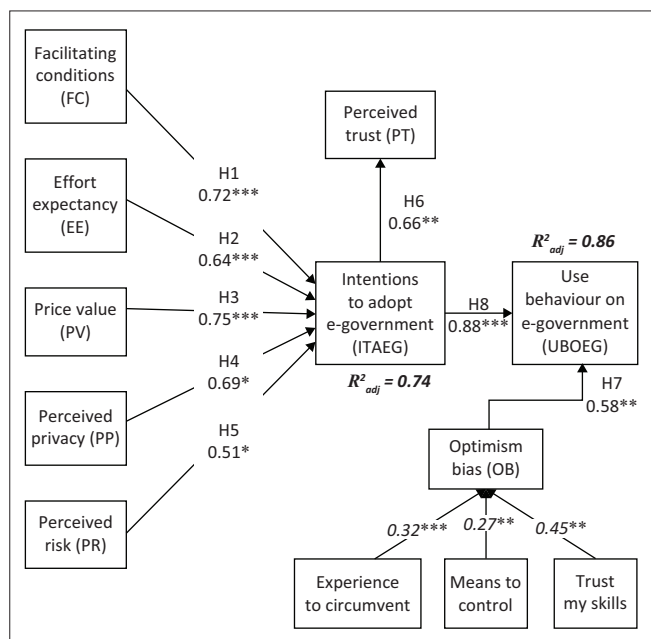 Facilitating
conditions
(FC)
Perceived
trust (PT)
H1
0.72***
Effort
expectancy
(EE)
H6
0.66**
H2
0.64***
R²adj = 0.86
Price value
(PV)
H3
0.75***
Intentions
to adopt
e-government
(ITAEG)
H8
0.88***
Use
behaviour on
e-government
(UBOEG)
H4
0.69*
R²adj = 0.74
H7
0.58**
Perceived
privacy (PP)
H5
0.51*
Optimism
bias (OB)
Perceived
risk (PR)
0.32***
0.27**
0.45**
Experience
to circumvent
Means to
control
Trust
my skills